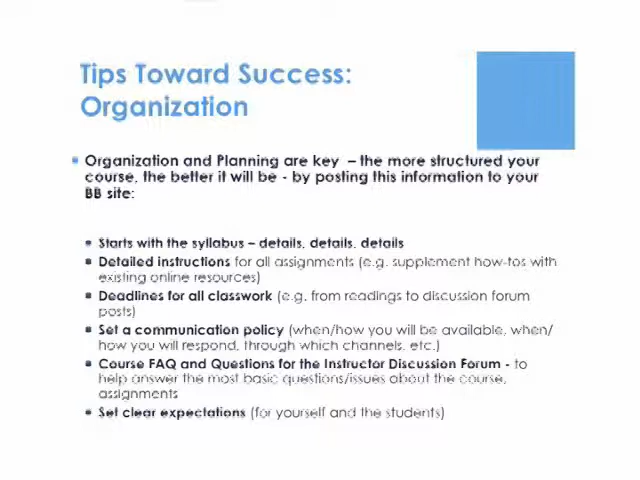 Tips Toward Success:
Organization
Organization and Planning are key – the more structured your
course, the better it will be - by posting this information to your
BB site:
Starts with the syllabus – details, details, details
Detailed instructions for all assignments (e.g. supplement how-tos with
existing online resources)
Deadlines for all classwork (e.g. from readings to discussion forum
posts)
Set a communication policy (when/how you will be available, when/
how you will respond, through which channels, etc.)
Course FAQ and Questions for the Instructor Discussion Forum - to
help answer the most basic questions/issues about the course,
assignments
Set clear expectations (for yourself and the students)